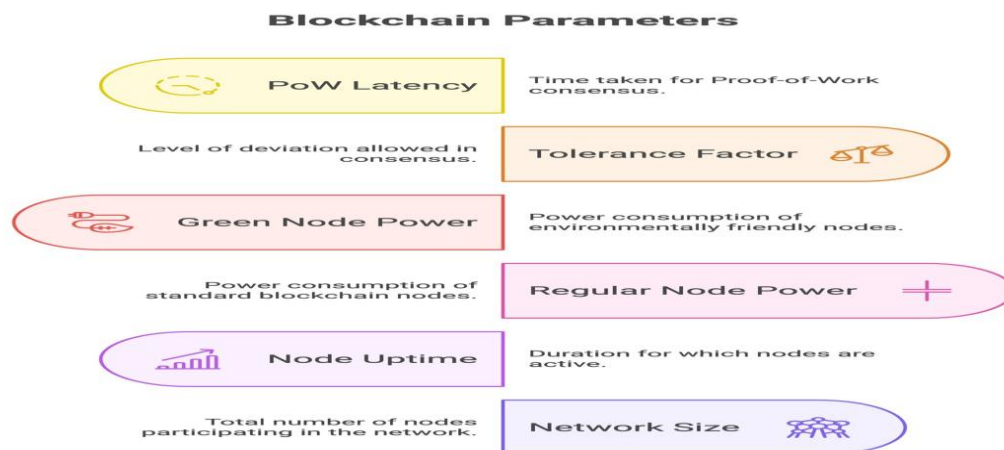 Blockchain Parameters
PoW Latency
Time taken for Proof-of-Work
consensus.
Level of deviation allowed in
consensus.
Tolerance Factor
Green Node Power
Power consumption of
environmentally friendly nodes.
Power consumption of
standard blockchain nodes.
Regular Node Power
Node Uptime
Duration for which nodes are
active.
Total number of nodes
participating in the network.
Network Size